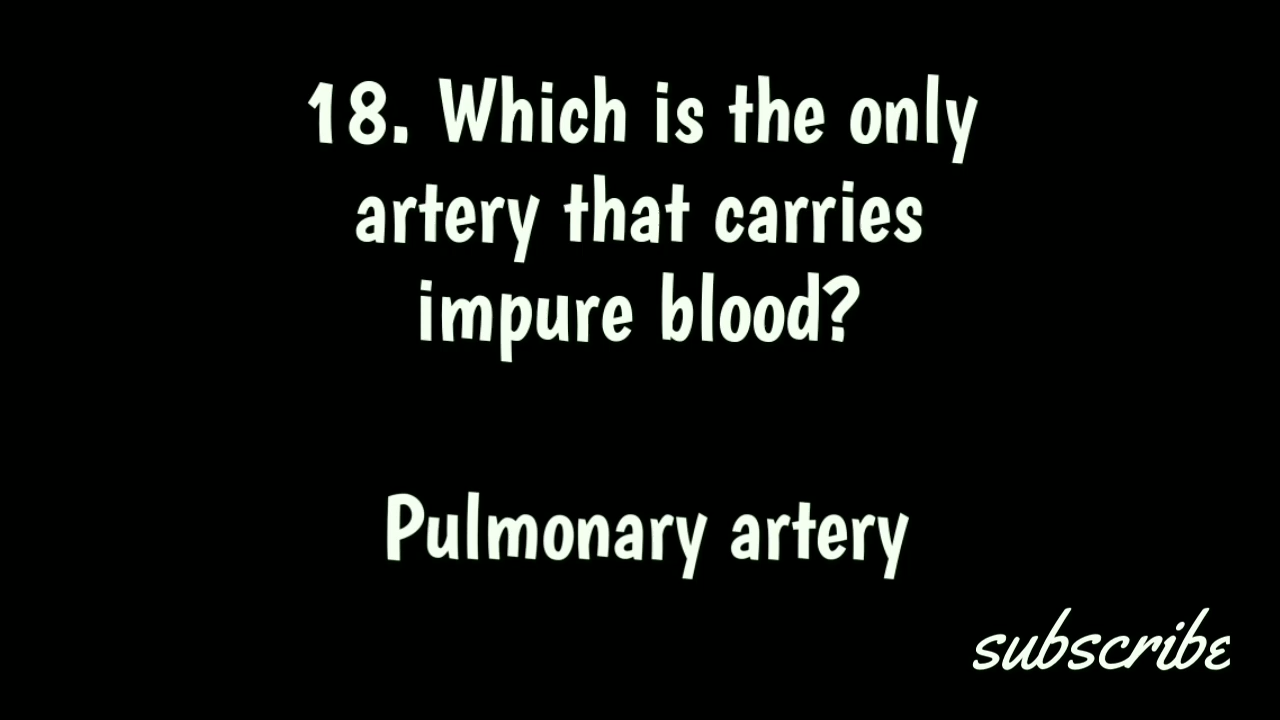 18. Which is the only
artery that carries
impure blood?
Pulmonary artery
subscribe